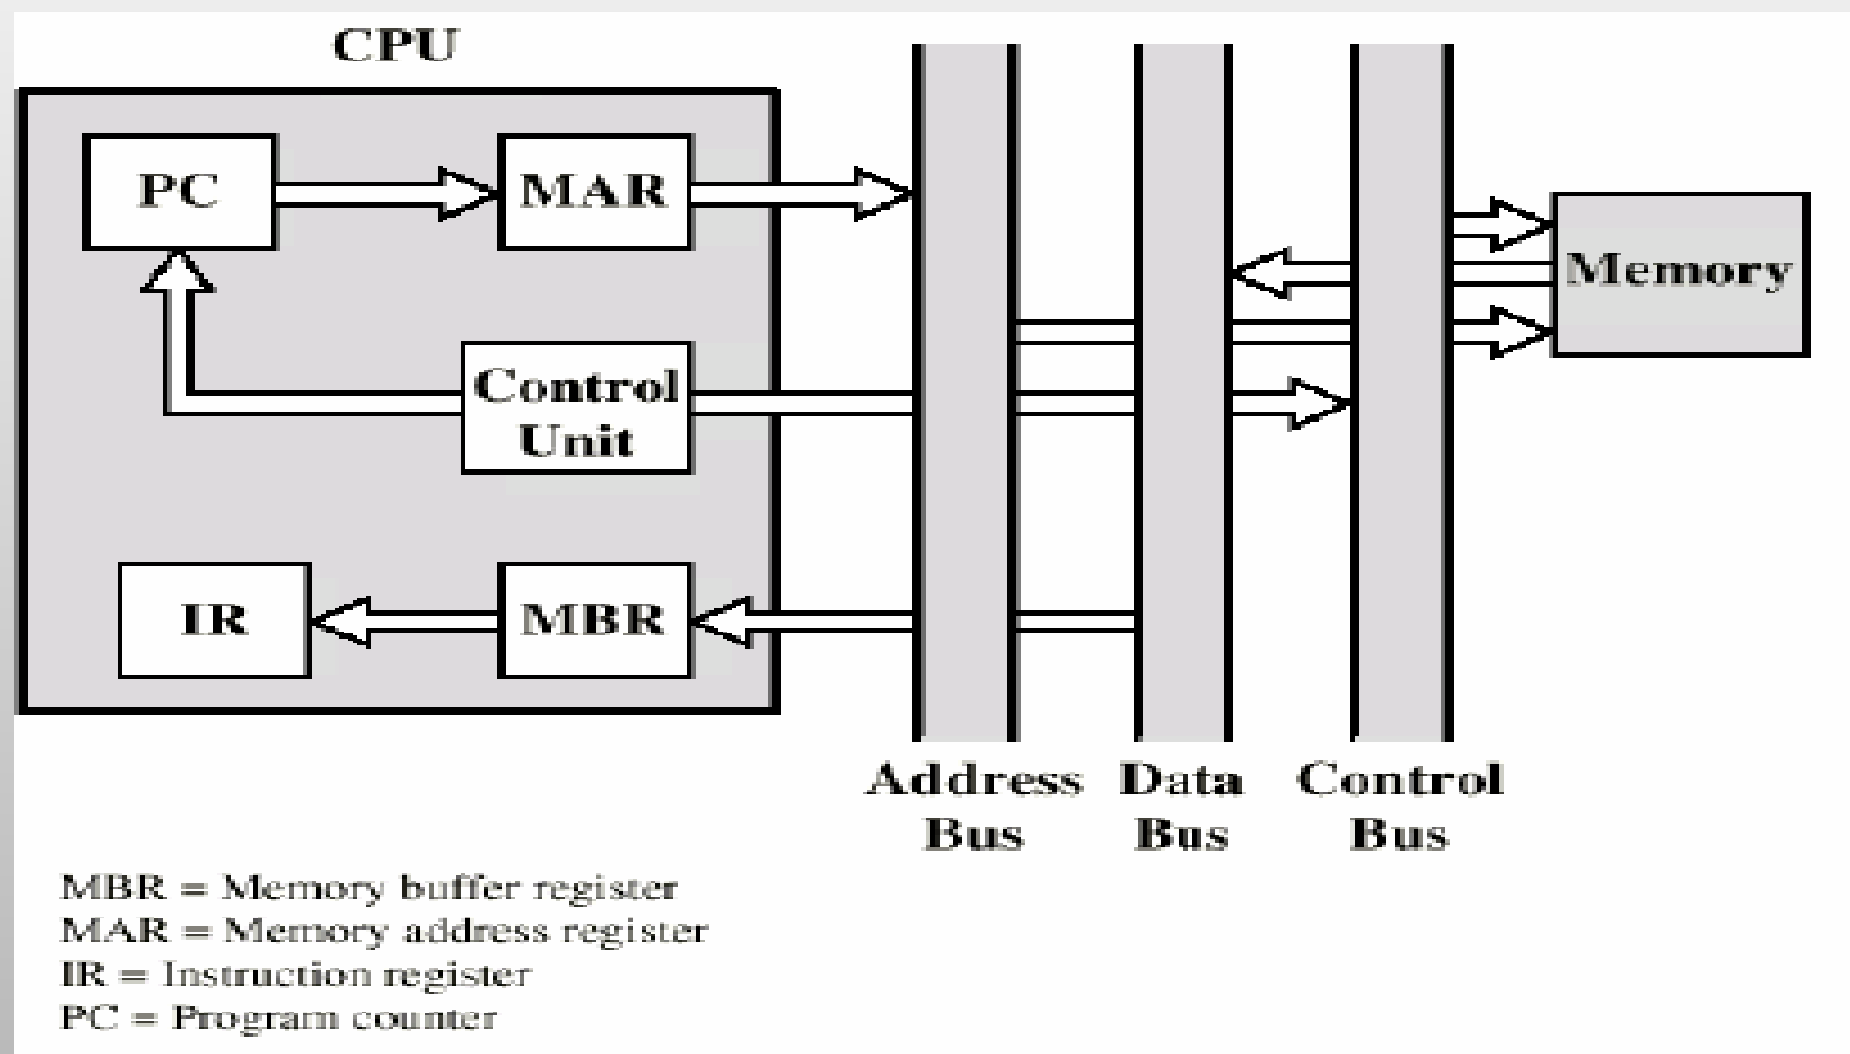 CPU
PC
MAR
Memory
Control
Unit
IR
MBR
Address
Bus
Data
Bus
Control
Bus
MBR = Memory buffer register
MAR = Memory address register
IR = Instruction register
PC = Program counter